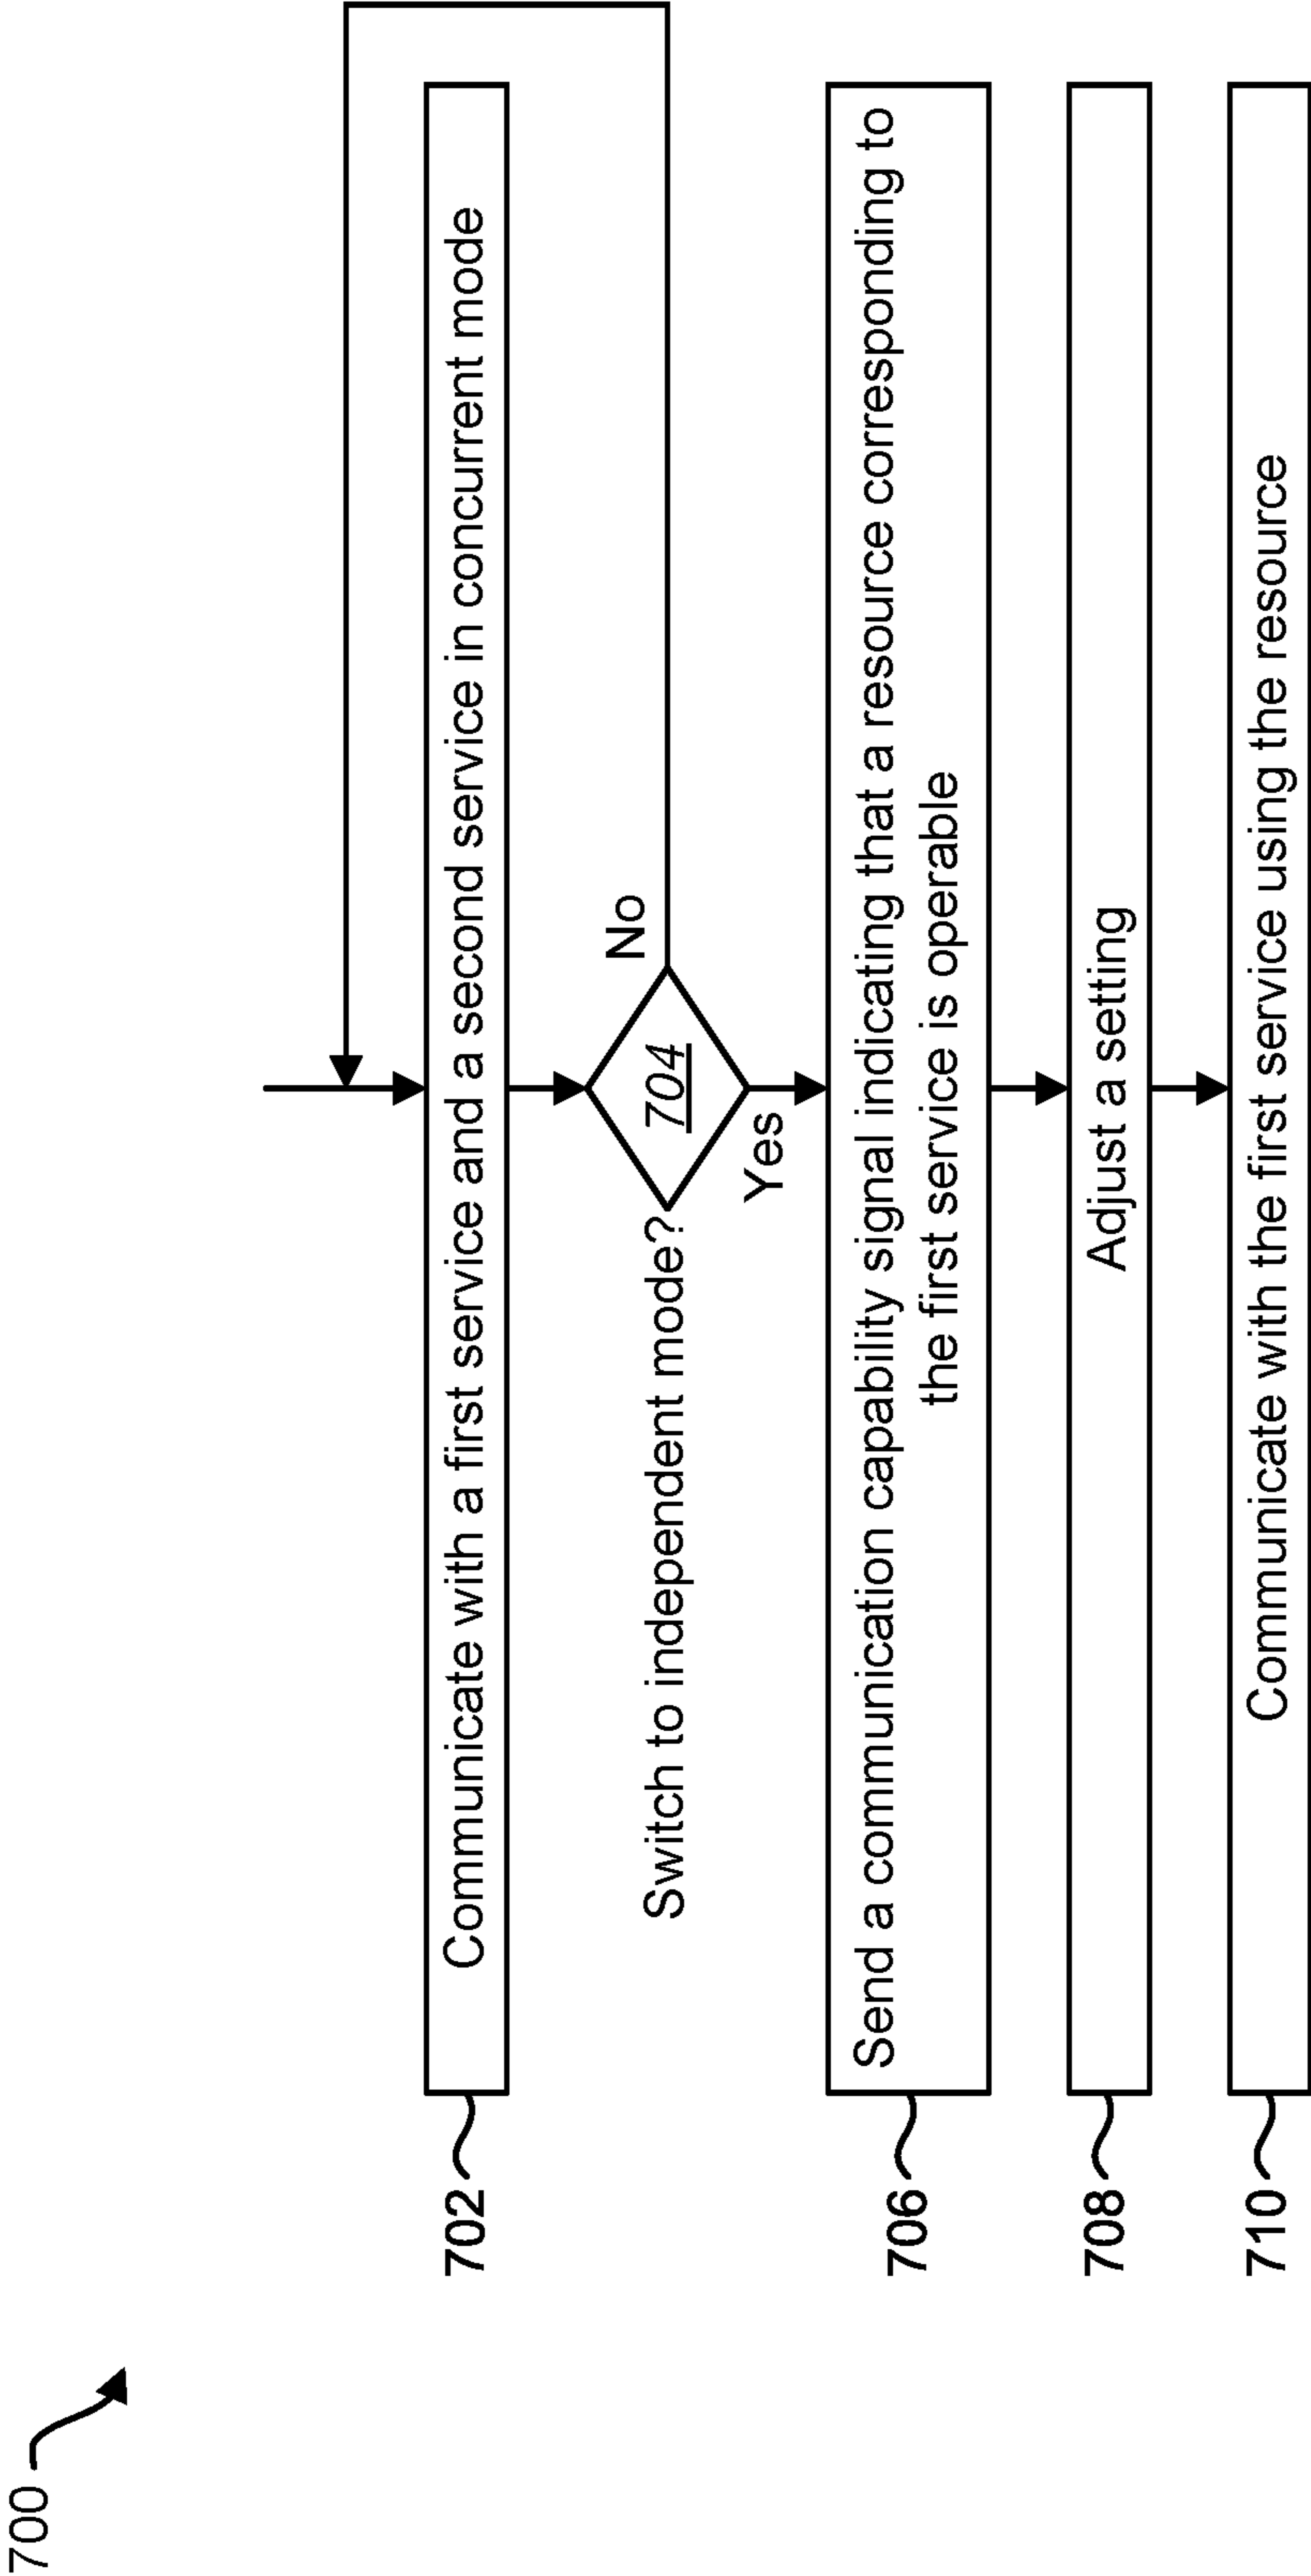 700
702
Communicate with a first service and a second service in concurrent mode
Switch to independent mode?
704
No
Yes
706
Send a communication capability signal indicating that a resource corresponding to
the first service is operable
708
Adjust a setting
710
Communicate with the first service using the resource